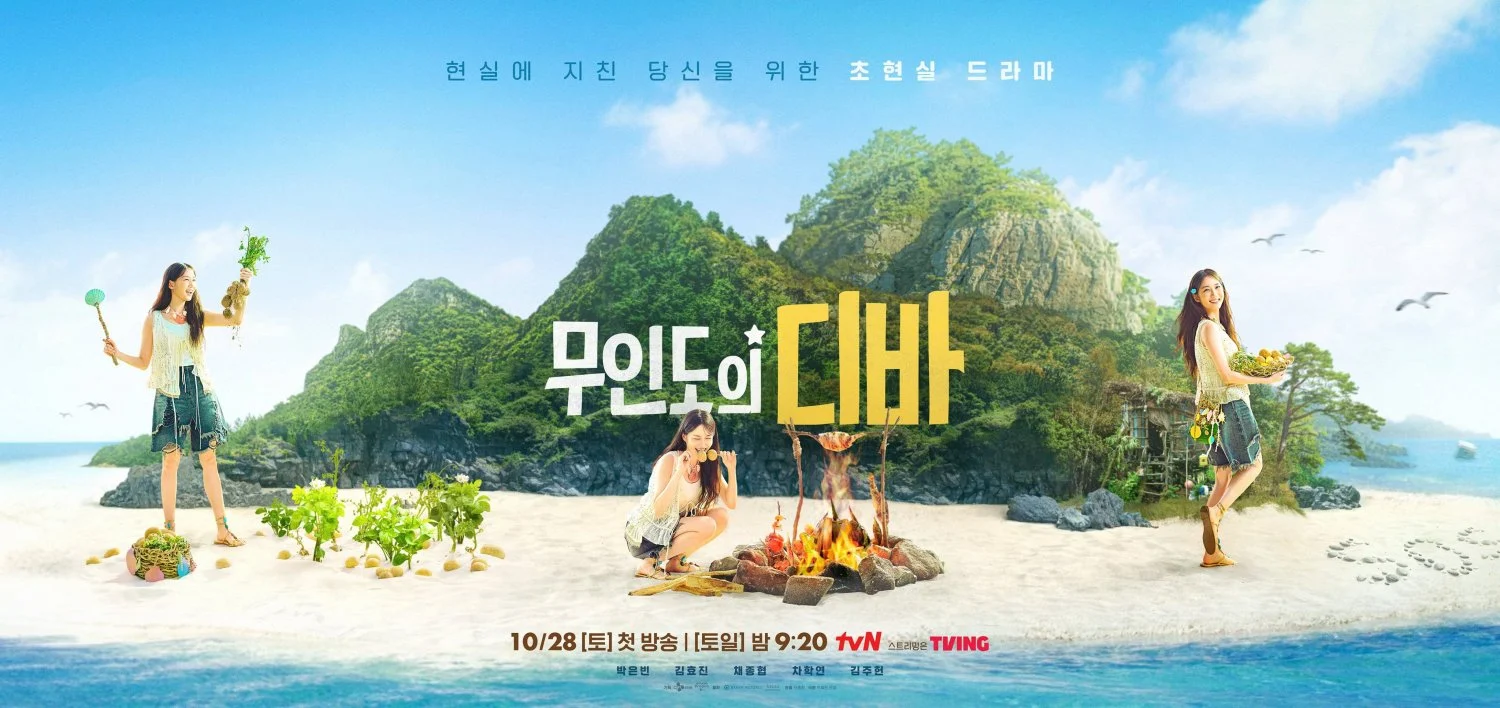 현실에 지친 당신을 위한 초현실 드라마
무인도의 디바
SOS
10/28 [토] 첫 방송 | [토일] 밤 9:20 tvN 스트리밍은 TVING
박은빈 김효진 채종협 차학연 김주헌